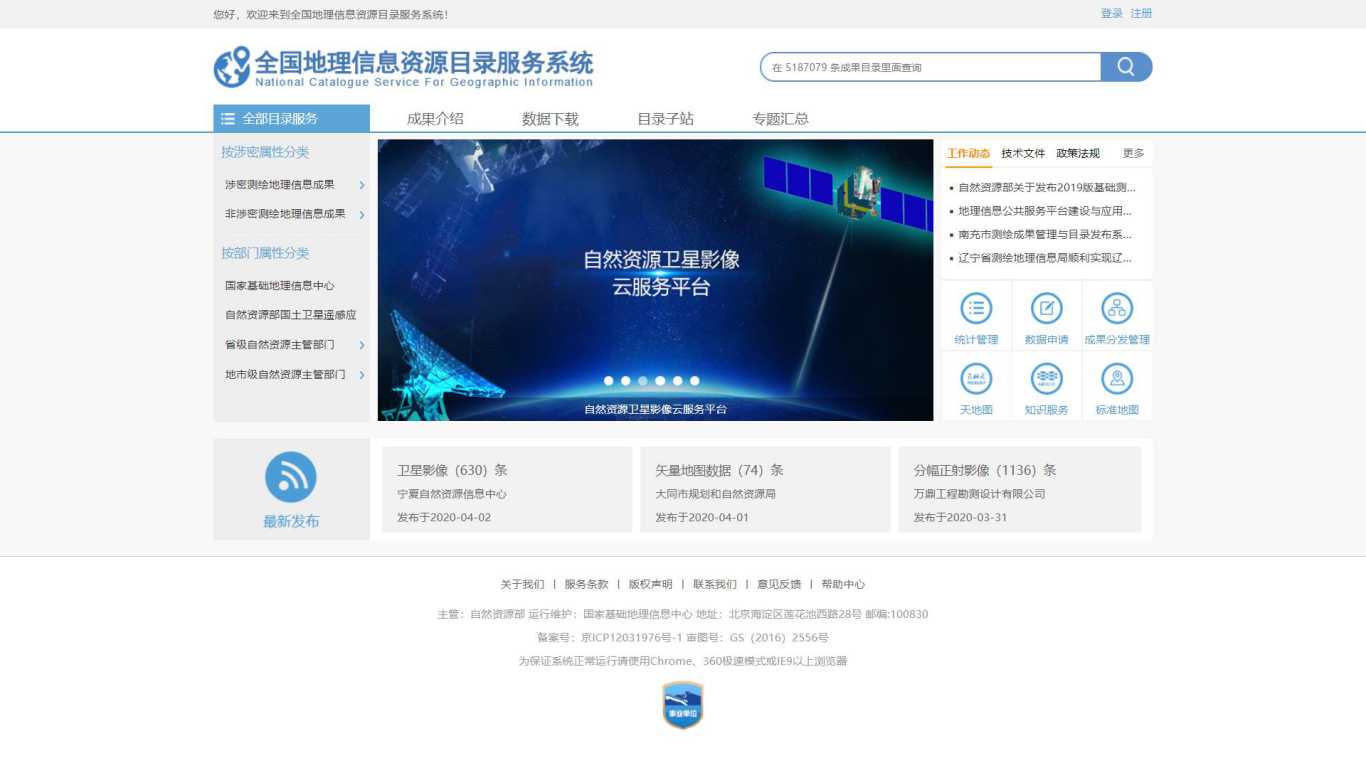 您好，欢迎来到全国地理信息资源目录服务系统！
登录 注册
全国地理信息资源目录服务系统
National Catalogue Service For Geographic Information
在 5187079 条成果目录里面查询
全部目录服务
成果介绍
数据下载
目录子站
专题汇总
按涉密属性分类
涉密测绘地理信息成果
非涉密测绘地理信息成果
按部门属性分类
国家基础地理信息中心
自然资源部国土卫星遥感应
省级自然资源主管部门
地市级自然资源主管部门
自然资源卫星影像
云服务平台
自然资源卫星影像云服务平台
工作动态 技术文件 政策法规 更多
自然资源部关于发布2019版基础测...
地理信息公共服务平台建设与应用...
南充市测绘成果管理与目录发布系...
辽宁省测绘地理信息局顺利实现辽...
统计管理
数据申请
成果分发管理
天地图
知识服务
标准地图
最新发布
卫星影像（630）条
宁夏自然资源信息中心
发布于2020-04-02
矢量地图数据（74）条
大同市规划和自然资源局
发布于2020-04-01
分幅正射影像（1136）条
万鼎工程勘测设计有限公司
发布于2020-03-31
关于我们 | 服务条款 | 版权声明 | 联系我们 | 意见反馈 | 帮助中心
主管：自然资源部 运行维护：国家基础地理信息中心 地址：北京海淀区莲花池西路28号 邮编:100830
备案号：京ICP12031976号-1 审图号：GS（2016）2556号
为保证系统正常运行请使用Chrome、360极速模式或IE9以上浏览器
事业单位